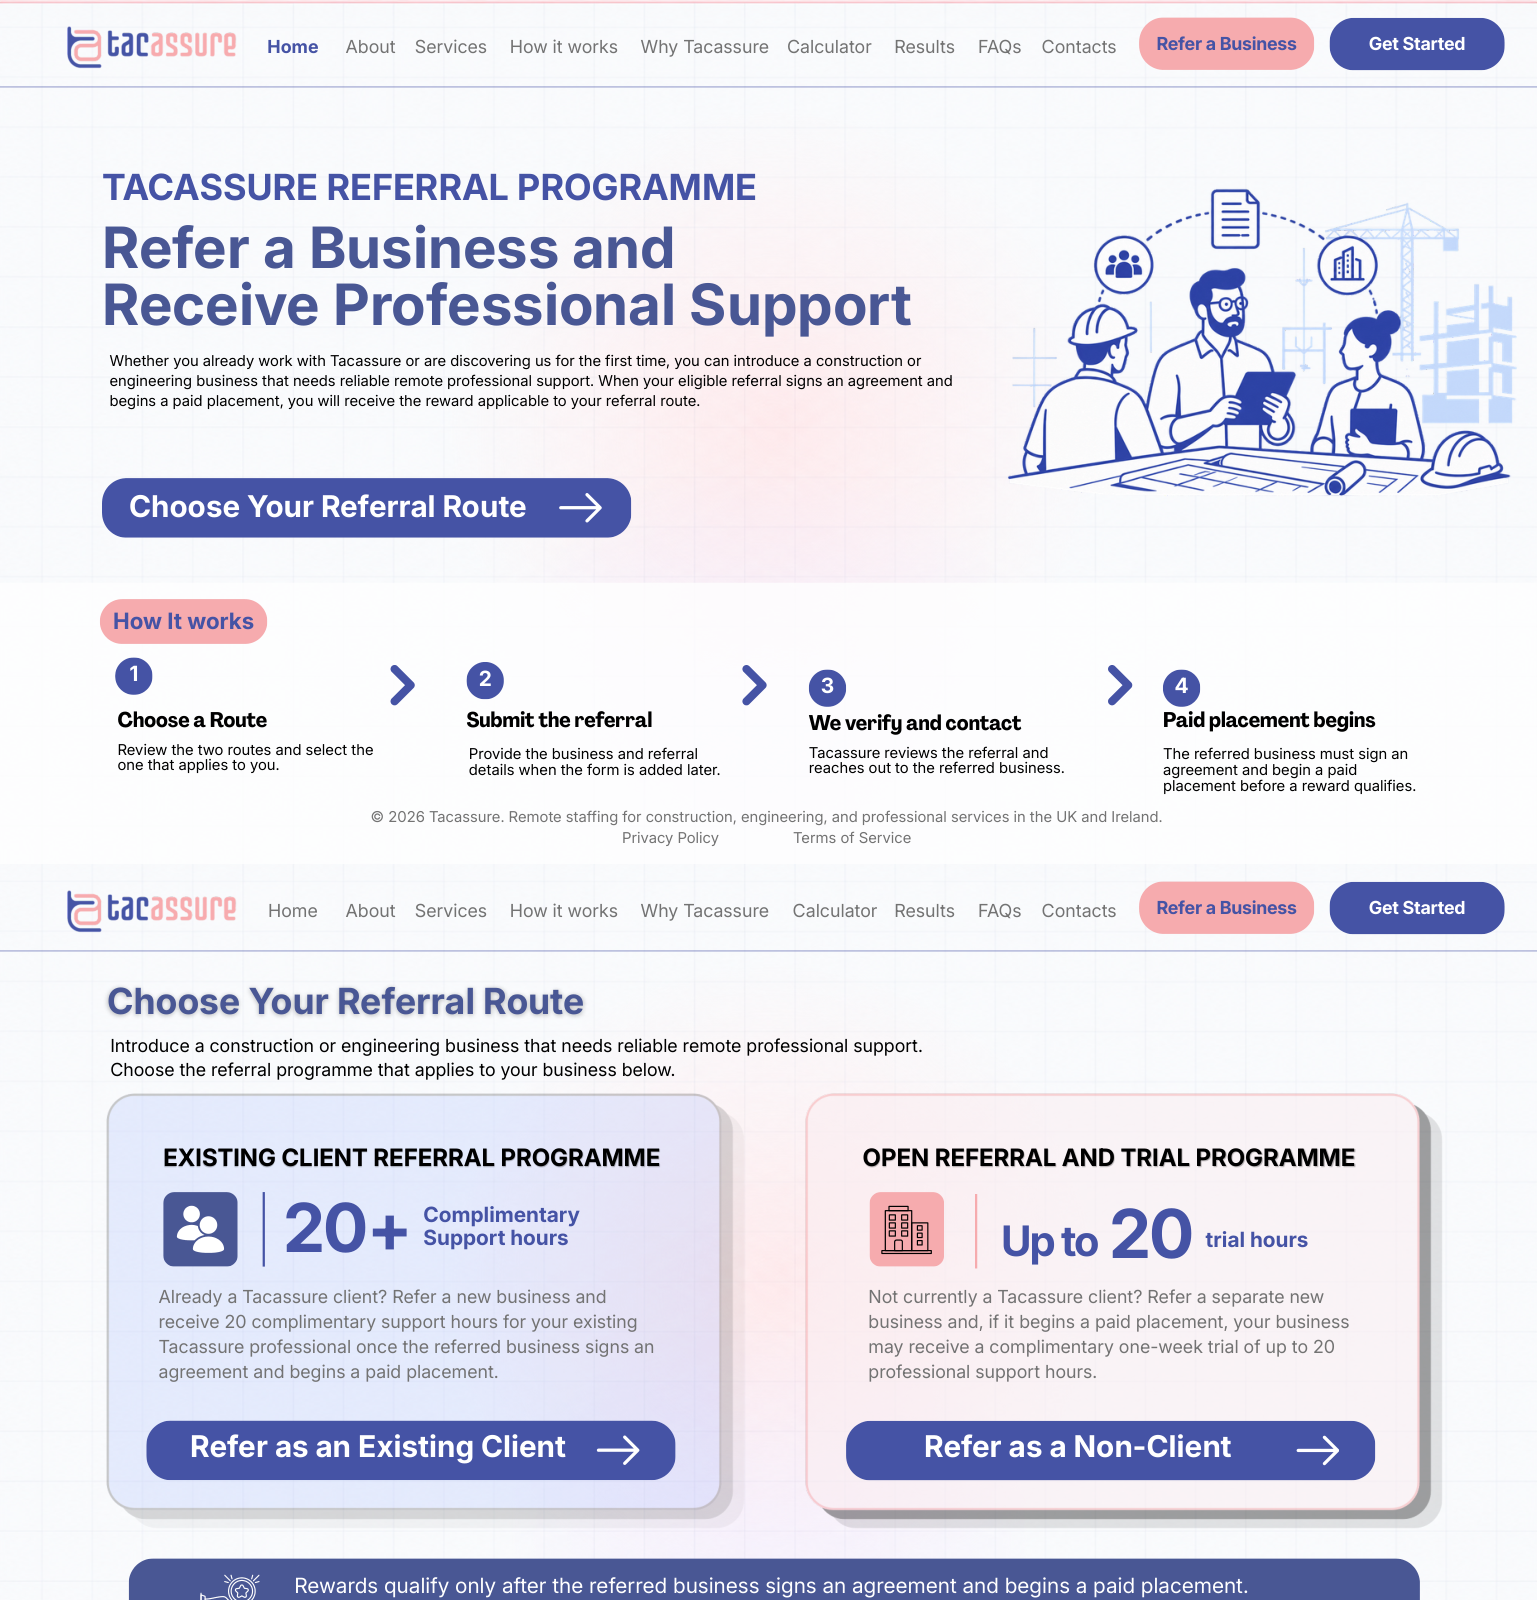 tacassure
Home About Services How it works Why Tacassure Calculator Results FAQs Contacts Refer a Business Get Started
TACASSURE REFERRAL PROGRAMME
Refer a Business and
Receive Professional Support
Whether you already work with Tacassure or are discovering us for the first time, you can introduce a construction or
engineering business that needs reliable remote professional support. When your eligible referral signs an agreement and
begins a paid placement, you will receive the reward applicable to your referral route.
Choose Your Referral Route
How It works
1
Choose a Route
Review the two routes and select the
one that applies to you.
2
Submit the referral
Provide the business and referral
details when the form is added later.
3
We verify and contact
Tacassure reviews the referral and
reaches out to the referred business.
4
Paid placement begins
The referred business must sign an
agreement and begin a paid
placement before a reward qualifies.
© 2026 Tacassure. Remote staffing for construction, engineering, and professional services in the UK and Ireland.
Privacy Policy Terms of Service
tacassure
Home About Services How it works Why Tacassure Calculator Results FAQs Contacts Refer a Business Get Started
Choose Your Referral Route
Introduce a construction or engineering business that needs reliable remote professional support.
Choose the referral programme that applies to your business below.
EXISTING CLIENT REFERRAL PROGRAMME
20+ Complimentary
Support hours
Already a Tacassure client? Refer a new business and
receive 20 complimentary support hours for your existing
Tacassure professional once the referred business signs an
agreement and begins a paid placement.
Refer as an Existing Client
OPEN REFERRAL AND TRIAL PROGRAMME
Up to 20 trial hours
Not currently a Tacassure client? Refer a separate new
business and, if it begins a paid placement, your business
may receive a complimentary one-week trial of up to 20
professional support hours.
Refer as a Non-Client
Rewards qualify only after the referred business signs an agreement and begins a paid placement.